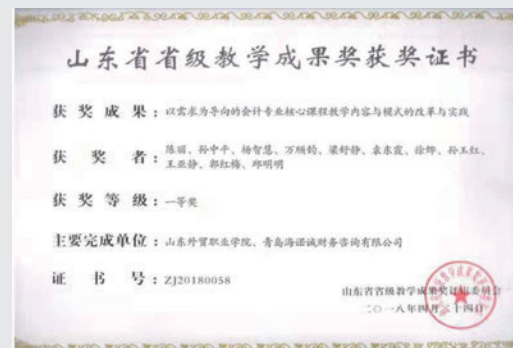 山东省省级教学成果奖获奖证书
获奖成果：以需求为导向的会计专业核心课程教学内容与模式的改革与实践
获奖者：陈丽、孙中平、杨智慧、万顺钧、梁舒静、袁东霞、徐烨、孙玉红、
王亚静、郭红梅、邱明明
获奖等级：一等奖
主要完成单位：山东外贸职业学院、青岛海诺诚财务咨询有限公司
证书号：ZJ20180058
山东省省级教学成果奖评审委员会
二〇一八年四月二十四日